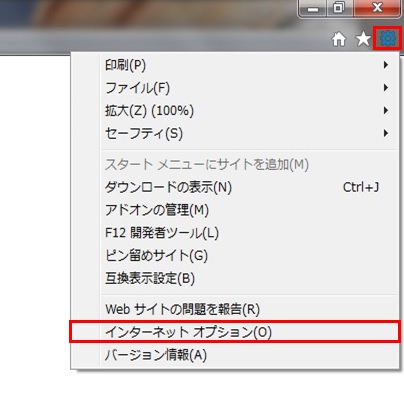 印刷(P)
ファイル(F)
拡大(Z) (100%)
セーフティ(S)
スタート メニューにサイトを追加(M)
ダウンロードの表示(N) Ctrl+J
アドオンの管理(M)
F12 開発者ツール(L)
ピン留めサイト(G)
互換表示設定(B)
Web サイトの問題を報告(R)
インターネット オプション(O)
バージョン情報(A)